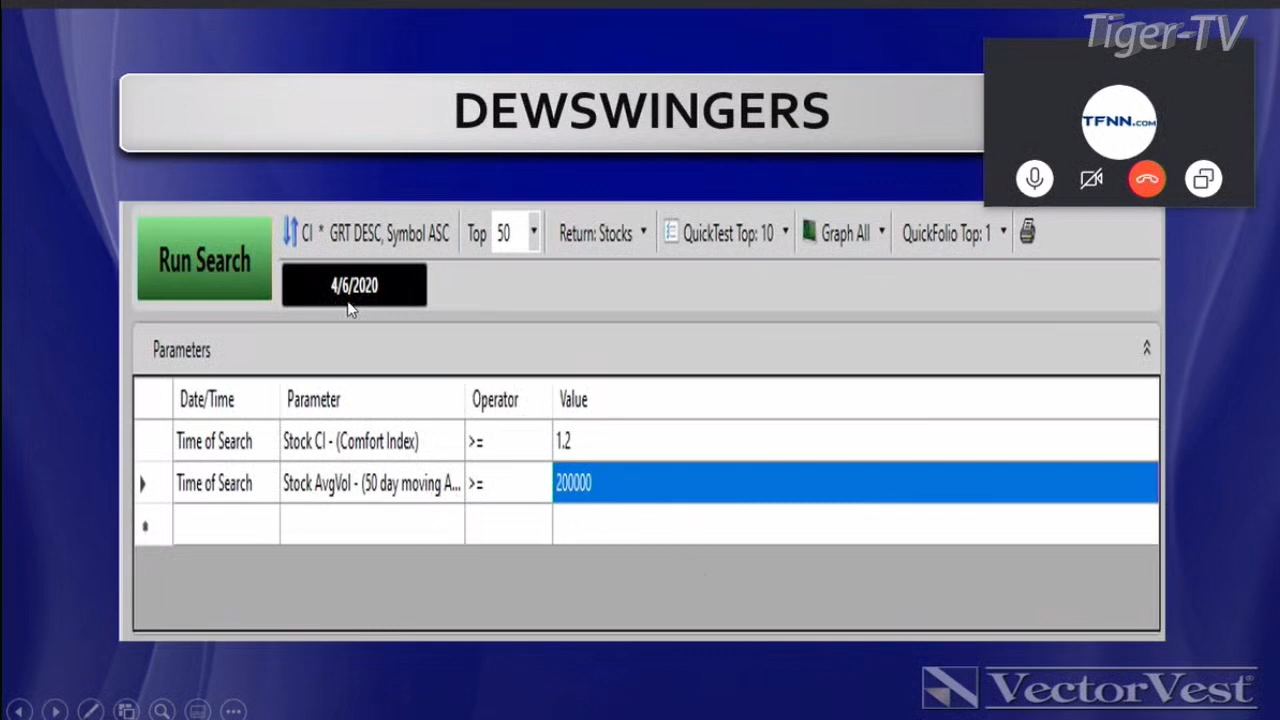 Tiger-TV
DEWSWINGERS
TFNN.COM
Run Search
CI * GRT DESC, Symbol ASC
Top 50
Return: Stocks
QuickTest Top: 10
Graph All
QuickFolio Top: 1
4/6/2020
Parameters
Date/Time Parameter Operator Value
Time of Search Stock CI - (Comfort Index) >= 1.2
Time of Search Stock AvgVol - (50 day moving A... >= 200000
VectorVest®